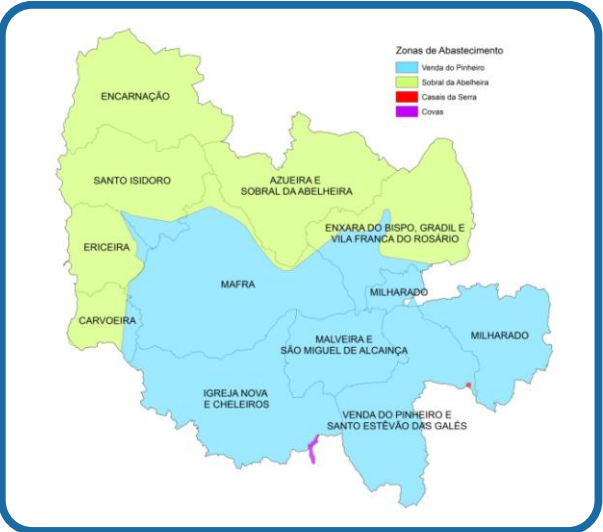 Zonas de Abastecimento
Venda do Pinheiro
Sobral da Abelheira
Casais da Serra
Covas
ENCARNAÇÃO
SANTO ISIDORO
AZUEIRA E
SOBRAL DA ABELHEIRA
ENXARA DO BISPO, GRADIL E
VILA FRANCA DO ROSÁRIO
ERICEIRA
MAFRA
MILHARADO
CARVOEIRA
MALVEIRA E
SÃO MIGUEL DE ALCAINÇA
MILHARADO
IGREJA NOVA
E CHELEIROS
VENDA DO PINHEIRO E
SANTO ESTÊVÃO DAS GALÉS